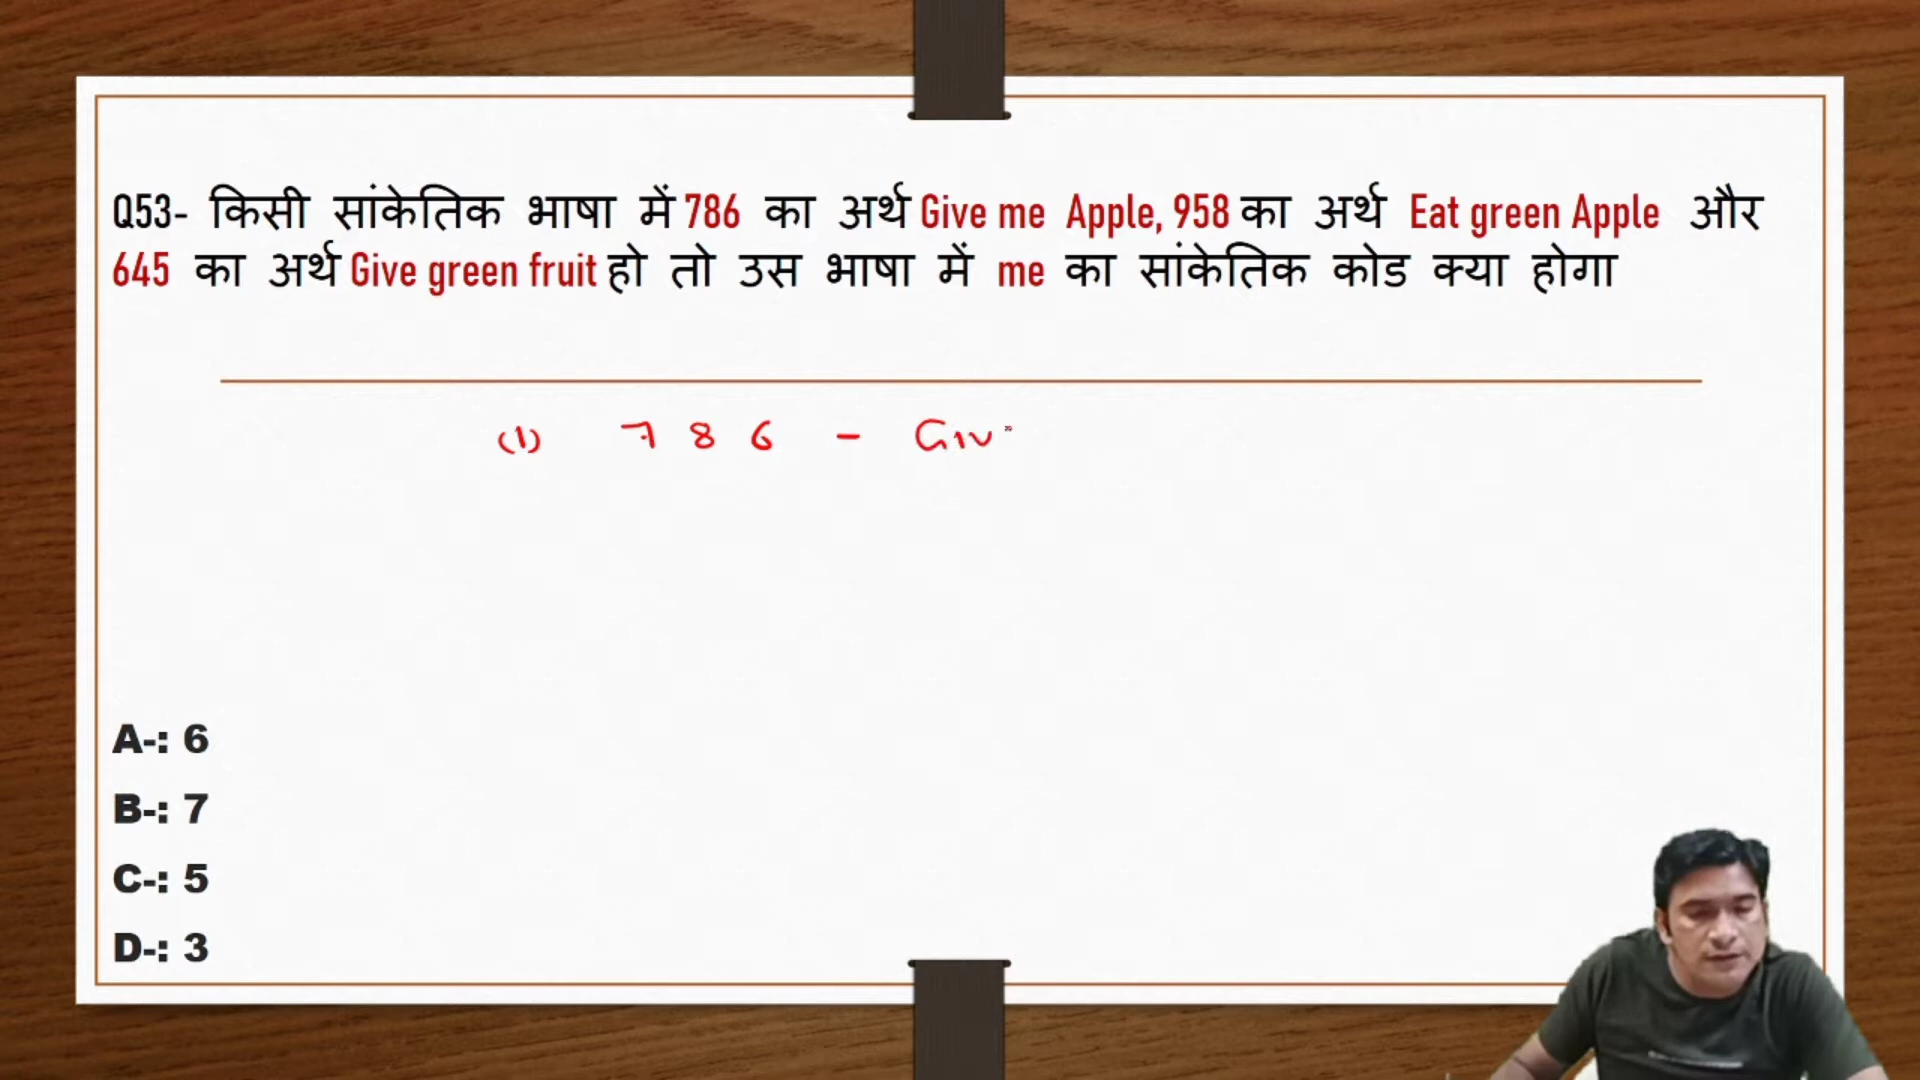 Q53- किसी सांकेतिक भाषा में 786 का अर्थ Give me Apple, 958 का अर्थ Eat green Apple और
645 का अर्थ Give green fruit हो तो उस भाषा में me का सांकेतिक कोड क्या होगा
(1) 7 8 6 - Giv
A-: 6
B-: 7
C-: 5
D-: 3